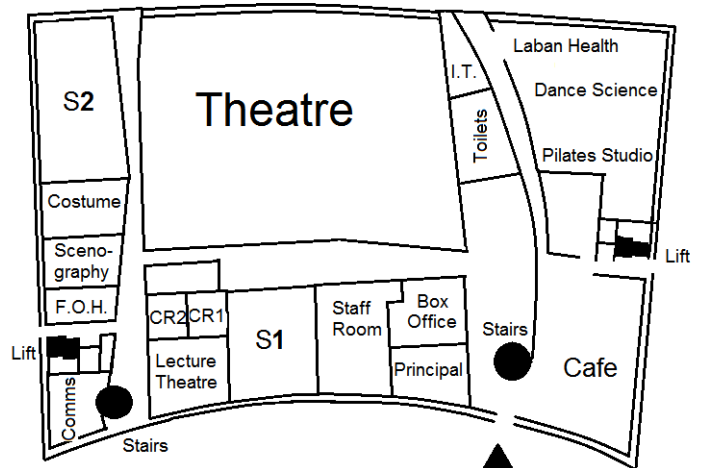 Laban Health
I.T.
Dance Science
S2
Theatre
Toilets
Pilates Studio
Costume
Sceno-
graphy
Lift
F.O.H.
CR2
CR1
S1
Staff
Room
Box
Office
Stairs
Lift
Lecture
Theatre
Principal
Cafe
Comms
Stairs